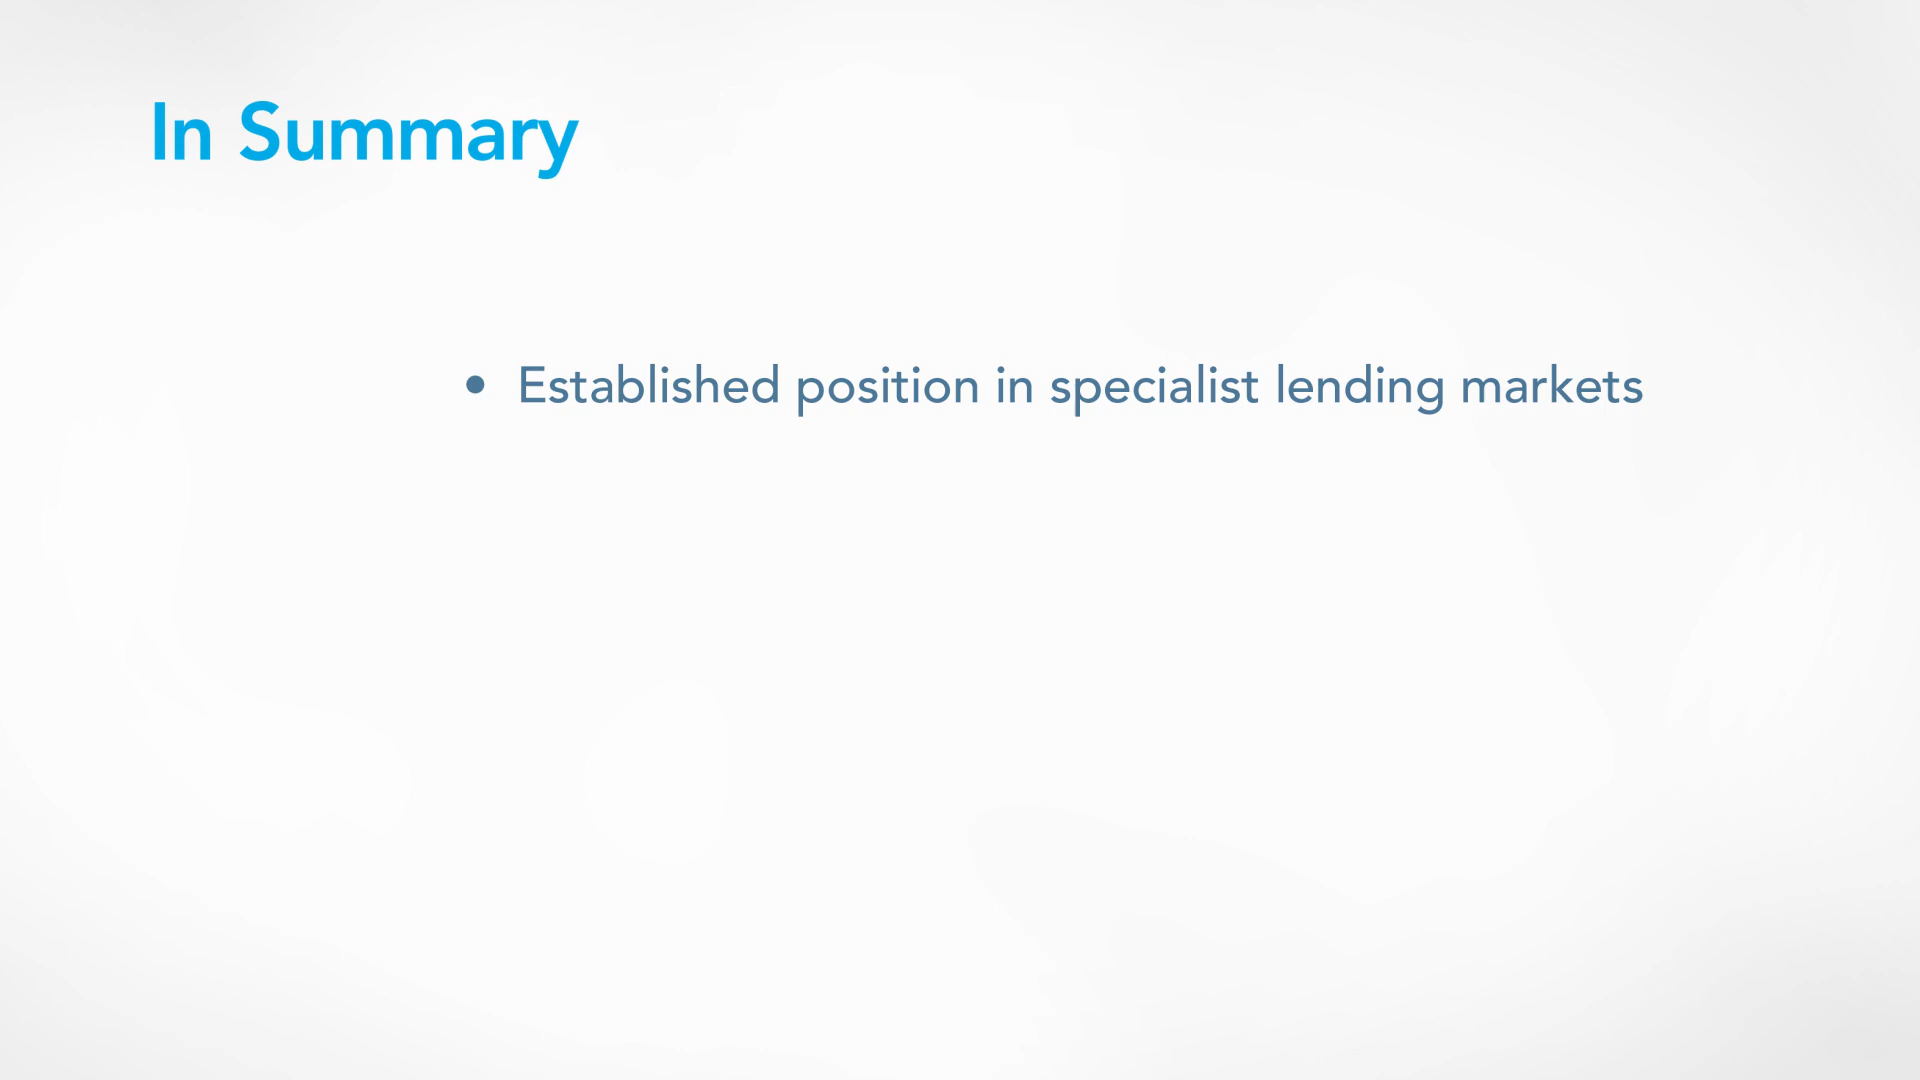 In Summary
• Established position in specialist lending markets